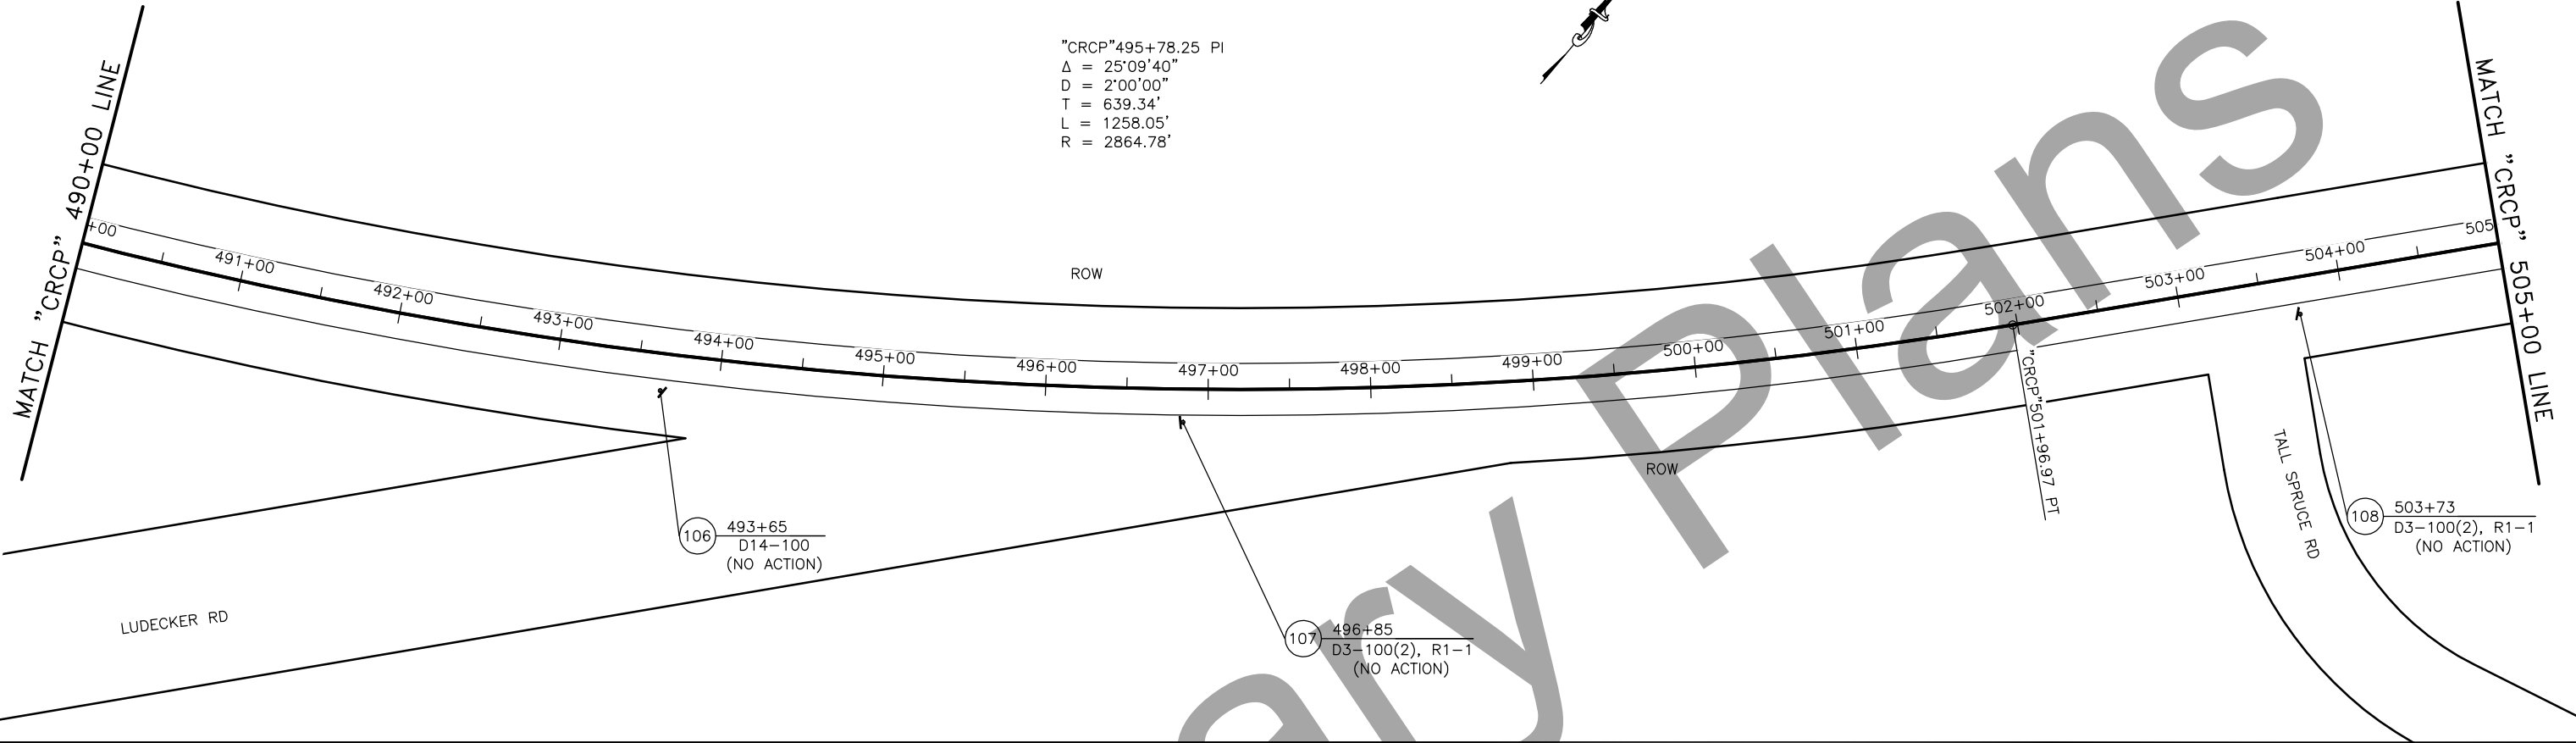 "CRCP"495+78.25 PI
Δ = 25°09'40"
D = 2°00'00"
T = 639.34'
L = 1258.05'
R = 2864.78'
MATCH "CRCP" 490+00 LINE
MATCH "CRCP" 505+00 LINE
+00
491+00
492+00
493+00
494+00
495+00
496+00
497+00
498+00
499+00
500+00
501+00
502+00
503+00
504+00
505
ROW
ROW
"CRCP"501+96.97 PT
TALL SPRUCE RD
LUDECKER RD
106
493+65
D14-100
(NO ACTION)
107
496+85
D3-100(2), R1-1
(NO ACTION)
108
503+73
D3-100(2), R1-1
(NO ACTION)
ary Plans